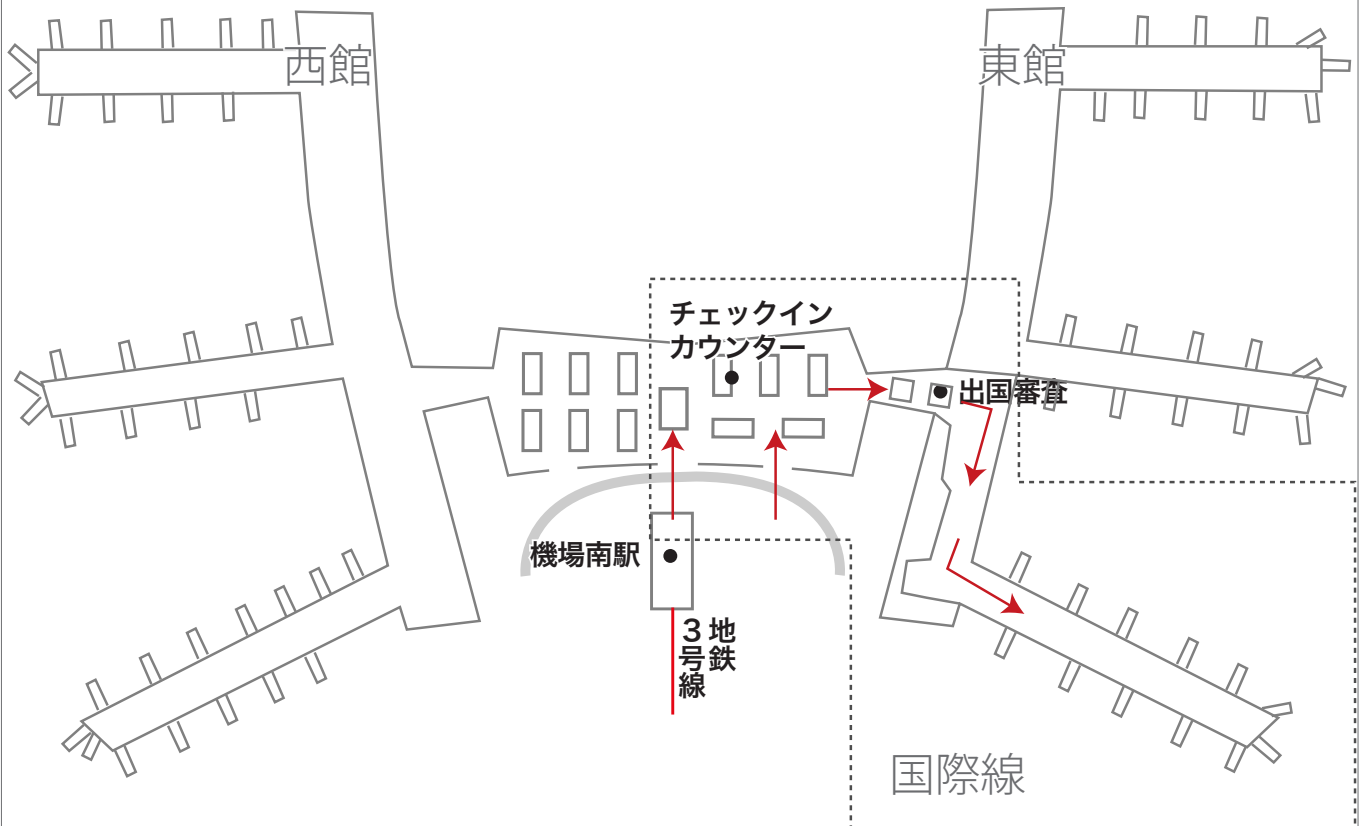 西館
東館
チェックイン
カウンター
出国審査
機場南駅
地鉄
３号線
国際線